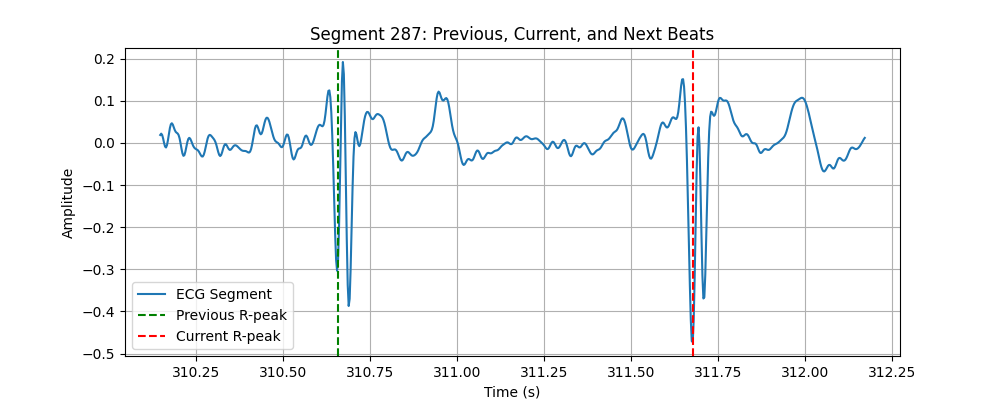 Segment 287: Previous, Current, and Next Beats
0.2
0.1
0.0
−0.1
−0.2
−0.3
−0.4
−0.5
Amplitude
ECG Segment
Previous R-peak
Current R-peak
310.25 310.50 310.75 311.00 311.25 311.50 311.75 312.00 312.25
Time (s)